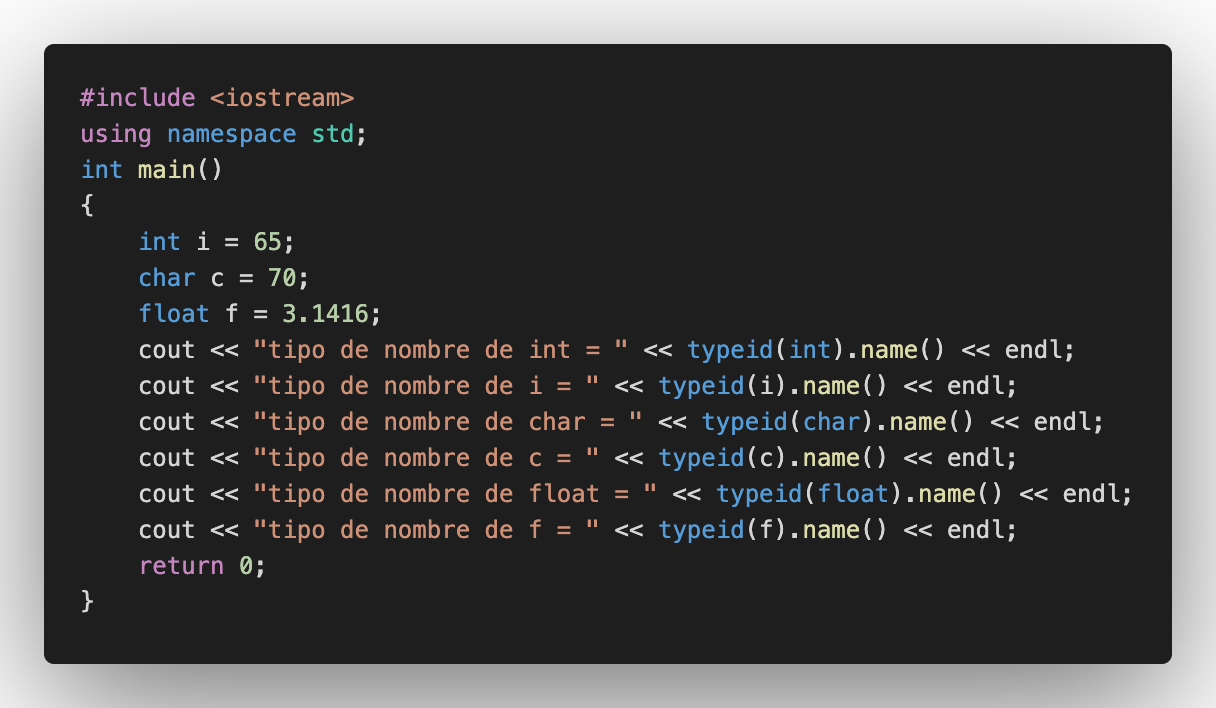 #include <iostream>
using namespace std;
int main()
{
    int i = 65;
    char c = 70;
    float f = 3.1416;
    cout << "tipo de nombre de int = " << typeid(int).name() << endl;
    cout << "tipo de nombre de i = " << typeid(i).name() << endl;
    cout << "tipo de nombre de char = " << typeid(char).name() << endl;
    cout << "tipo de nombre de c = " << typeid(c).name() << endl;
    cout << "tipo de nombre de float = " << typeid(float).name() << endl;
    cout << "tipo de nombre de f = " << typeid(f).name() << endl;
    return 0;
}